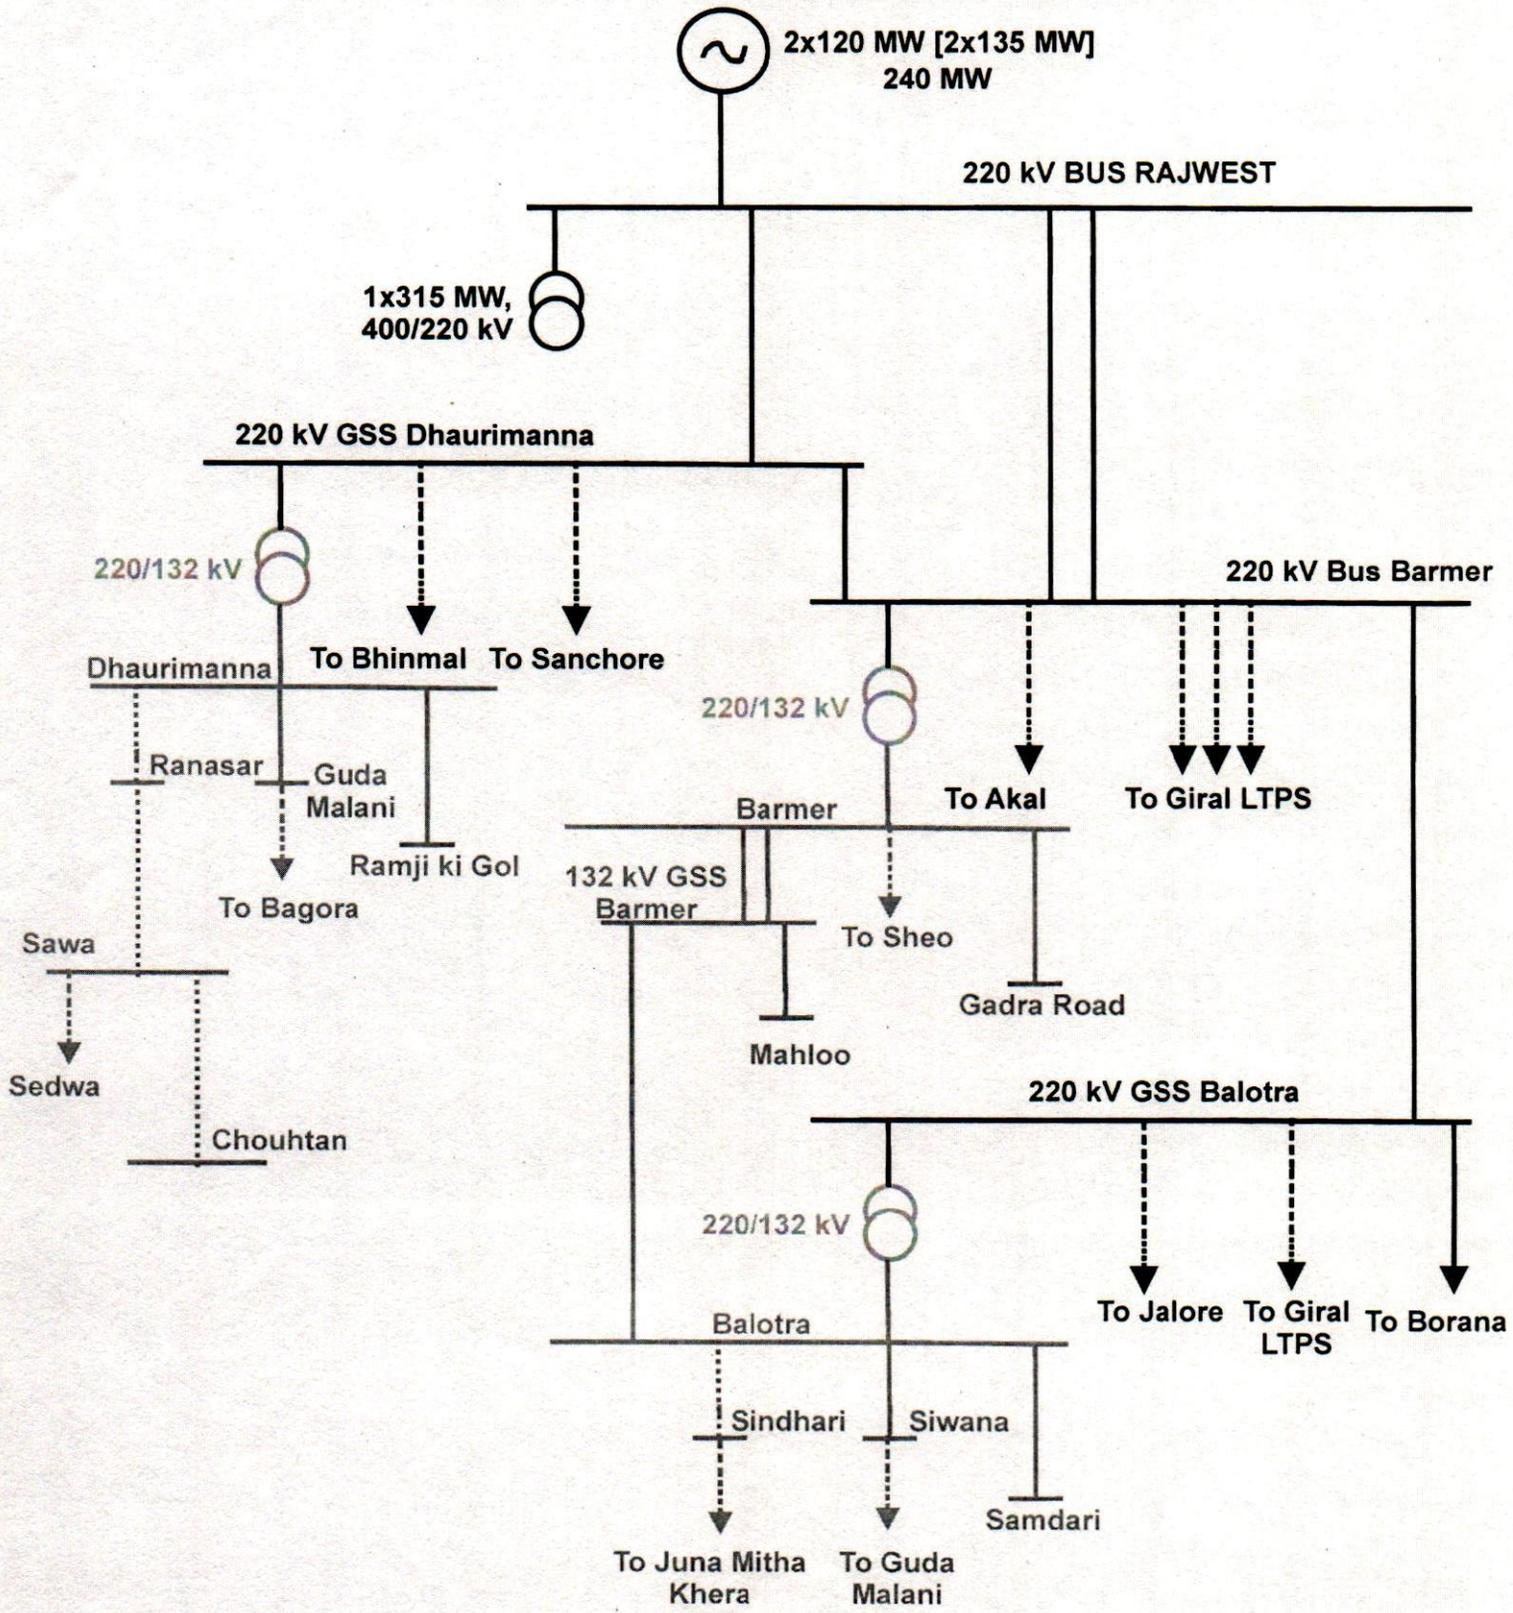 2x120 MW [2x135 MW]
240 MW
220 kV BUS RAJWEST
1x315 MW,
400/220 kV
220 kV GSS Dhaurimanna
220/132 kV
To Bhinmal
To Sanchore
220 kV Bus Barmer
Dhaurimanna
220/132 kV
Ranasar
Guda
Malani
Ramji ki Gol
To Bagora
To Akal
To Giral LTPS
Barmer
132 kV GSS
Barmer
To Sheo
Gadra Road
Mahloo
Sawa
Sedwa
Chouhtan
220 kV GSS Balotra
220/132 kV
To Jalore
To Giral
LTPS
To Borana
Balotra
Sindhari
Siwana
Samdari
To Juna Mitha
Khera
To Guda
Malani